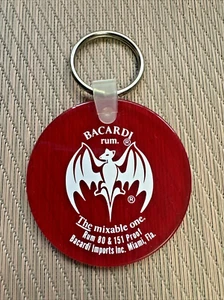 BACARDI
rum. ®
®
The mixable one.
Rum 80 & 151 Proof
Bacardi Imports Inc. Miami, Fla.